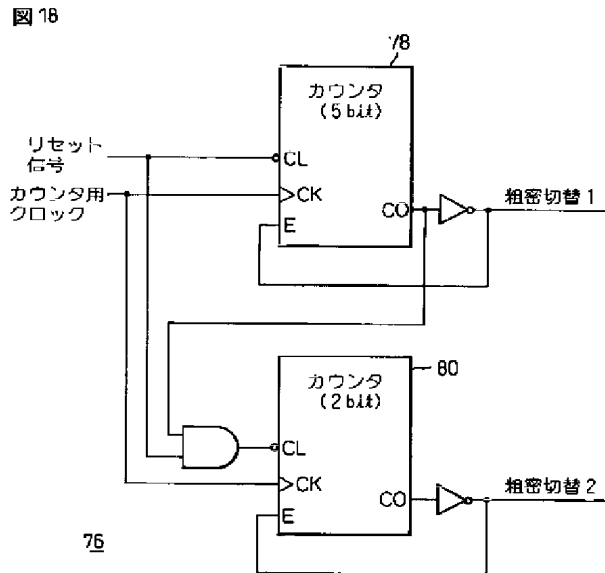 図18
78
カウンタ
(5 bit)
リセット
信号
CL
カウンタ用
クロック
CK
E
CO
粗密切替1
80
カウンタ
(2 bit)
CL
CK
E
CO
粗密切替2
76